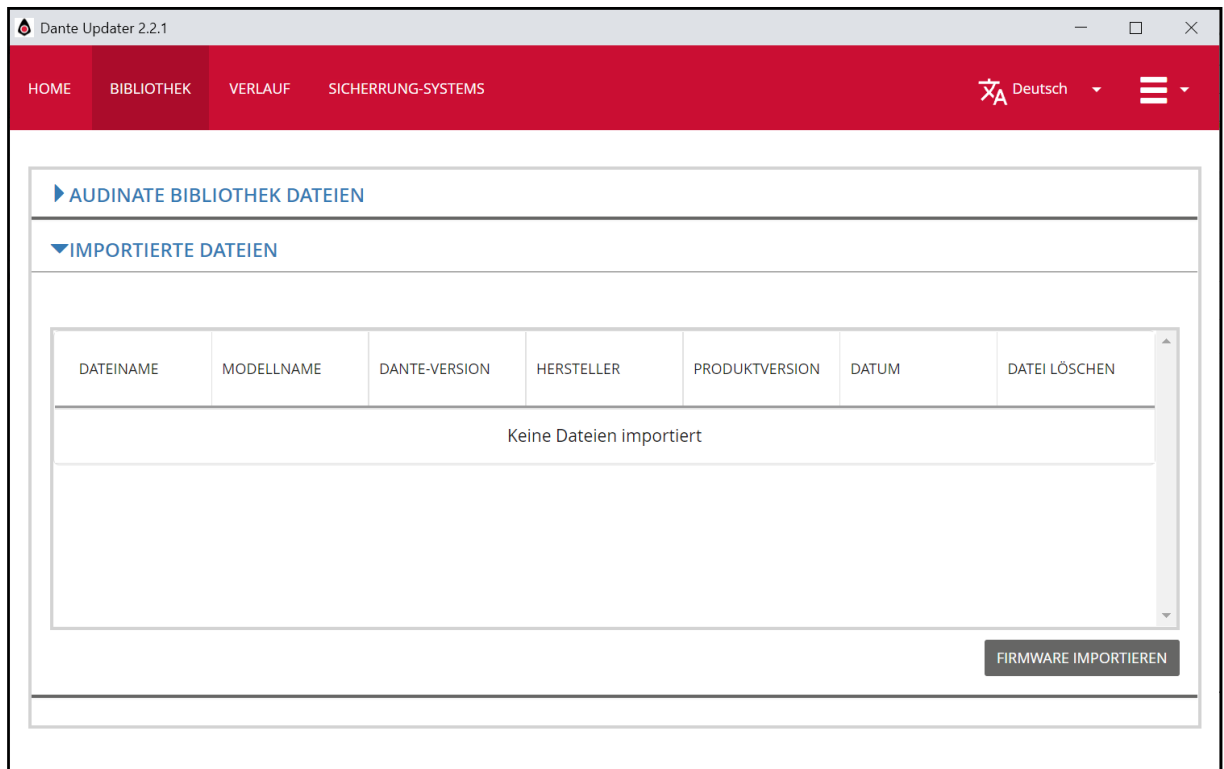 Dante Updater 2.2.1
HOME BIBLIOTHEK VERLAUF SICHERRUNG-SYSTEMS Deutsch
AUDINATE BIBLIOTHEK DATEIEN
IMPORTIERTE DATEIEN
DATEINAME MODELLNAME DANTE-VERSION HERSTELLER PRODUKTVERSION DATUM DATEI LÖSCHEN
Keine Dateien importiert
FIRMWARE IMPORTIEREN